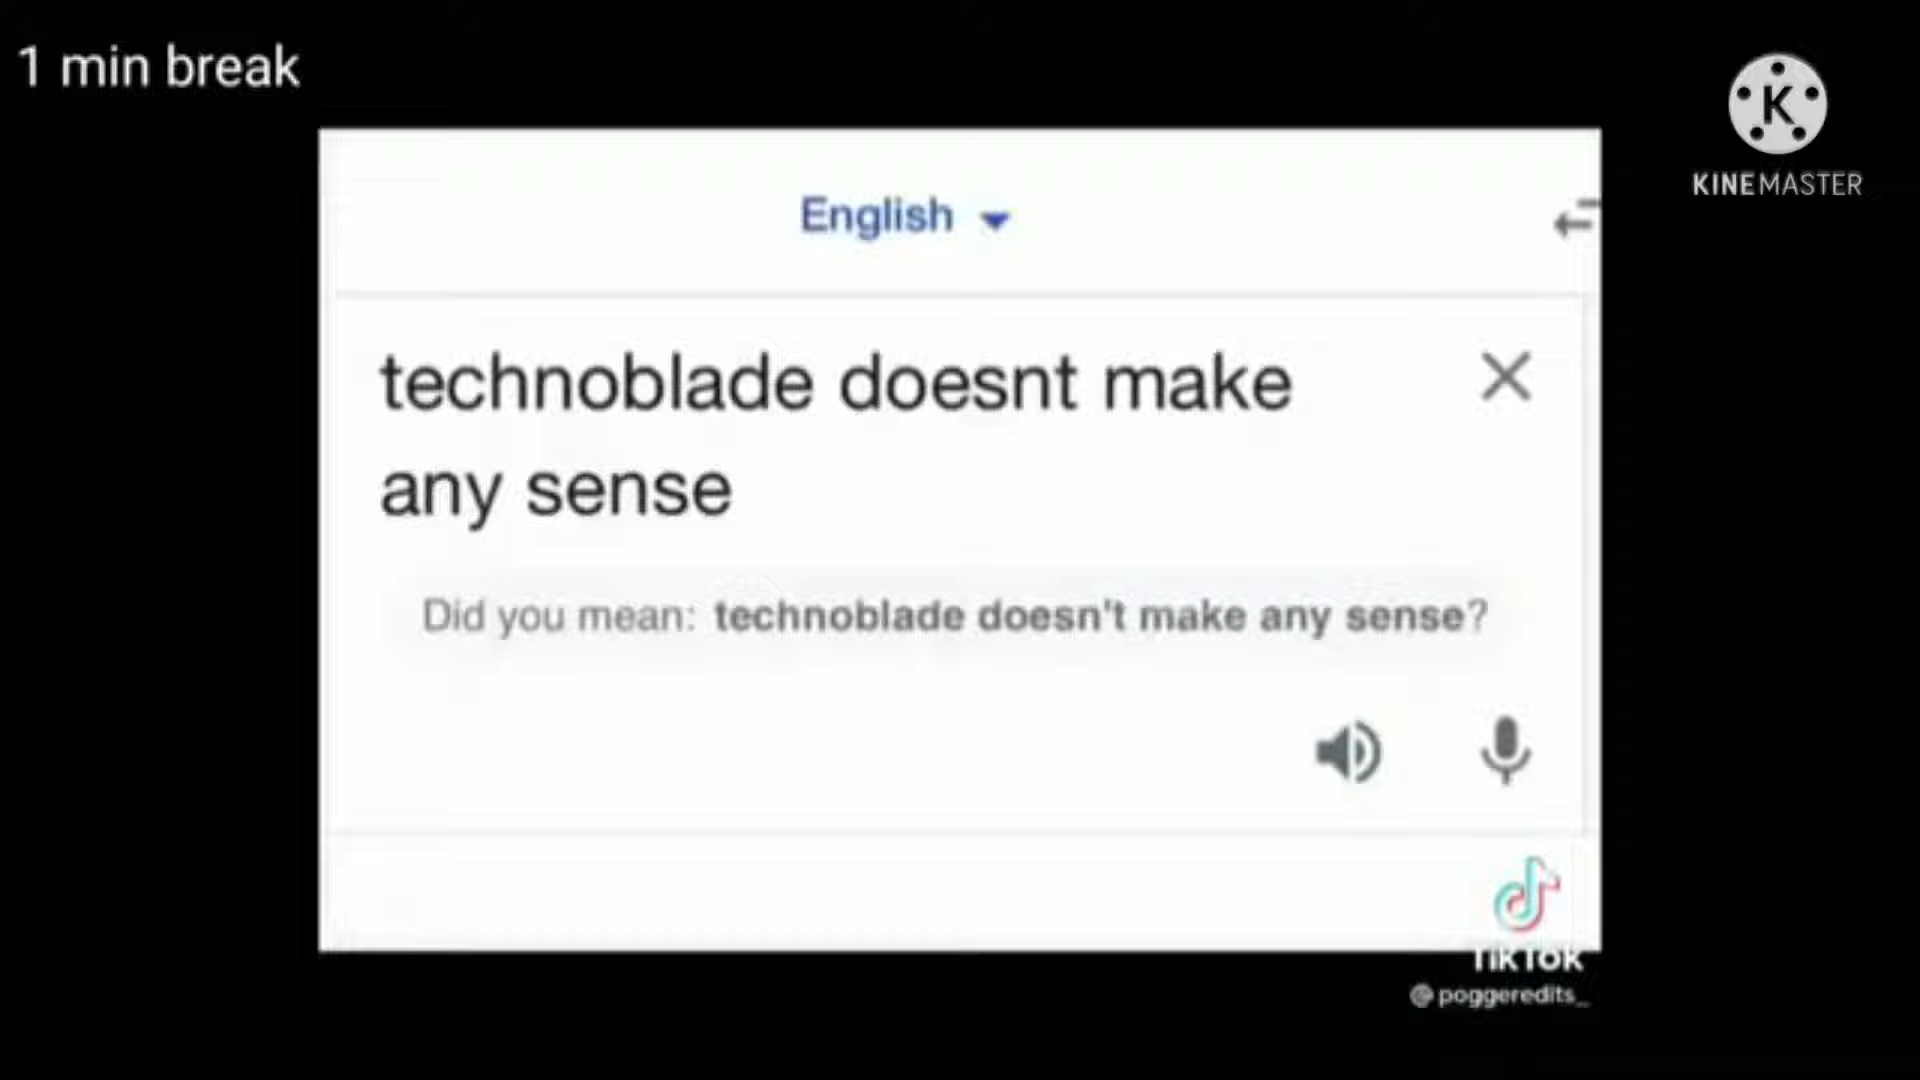 1 min break
K
KINEMASTER
English
technoblade doesnt make
any sense
Did you mean: technoblade doesn't make any sense?
TikTok
@poggeredits_